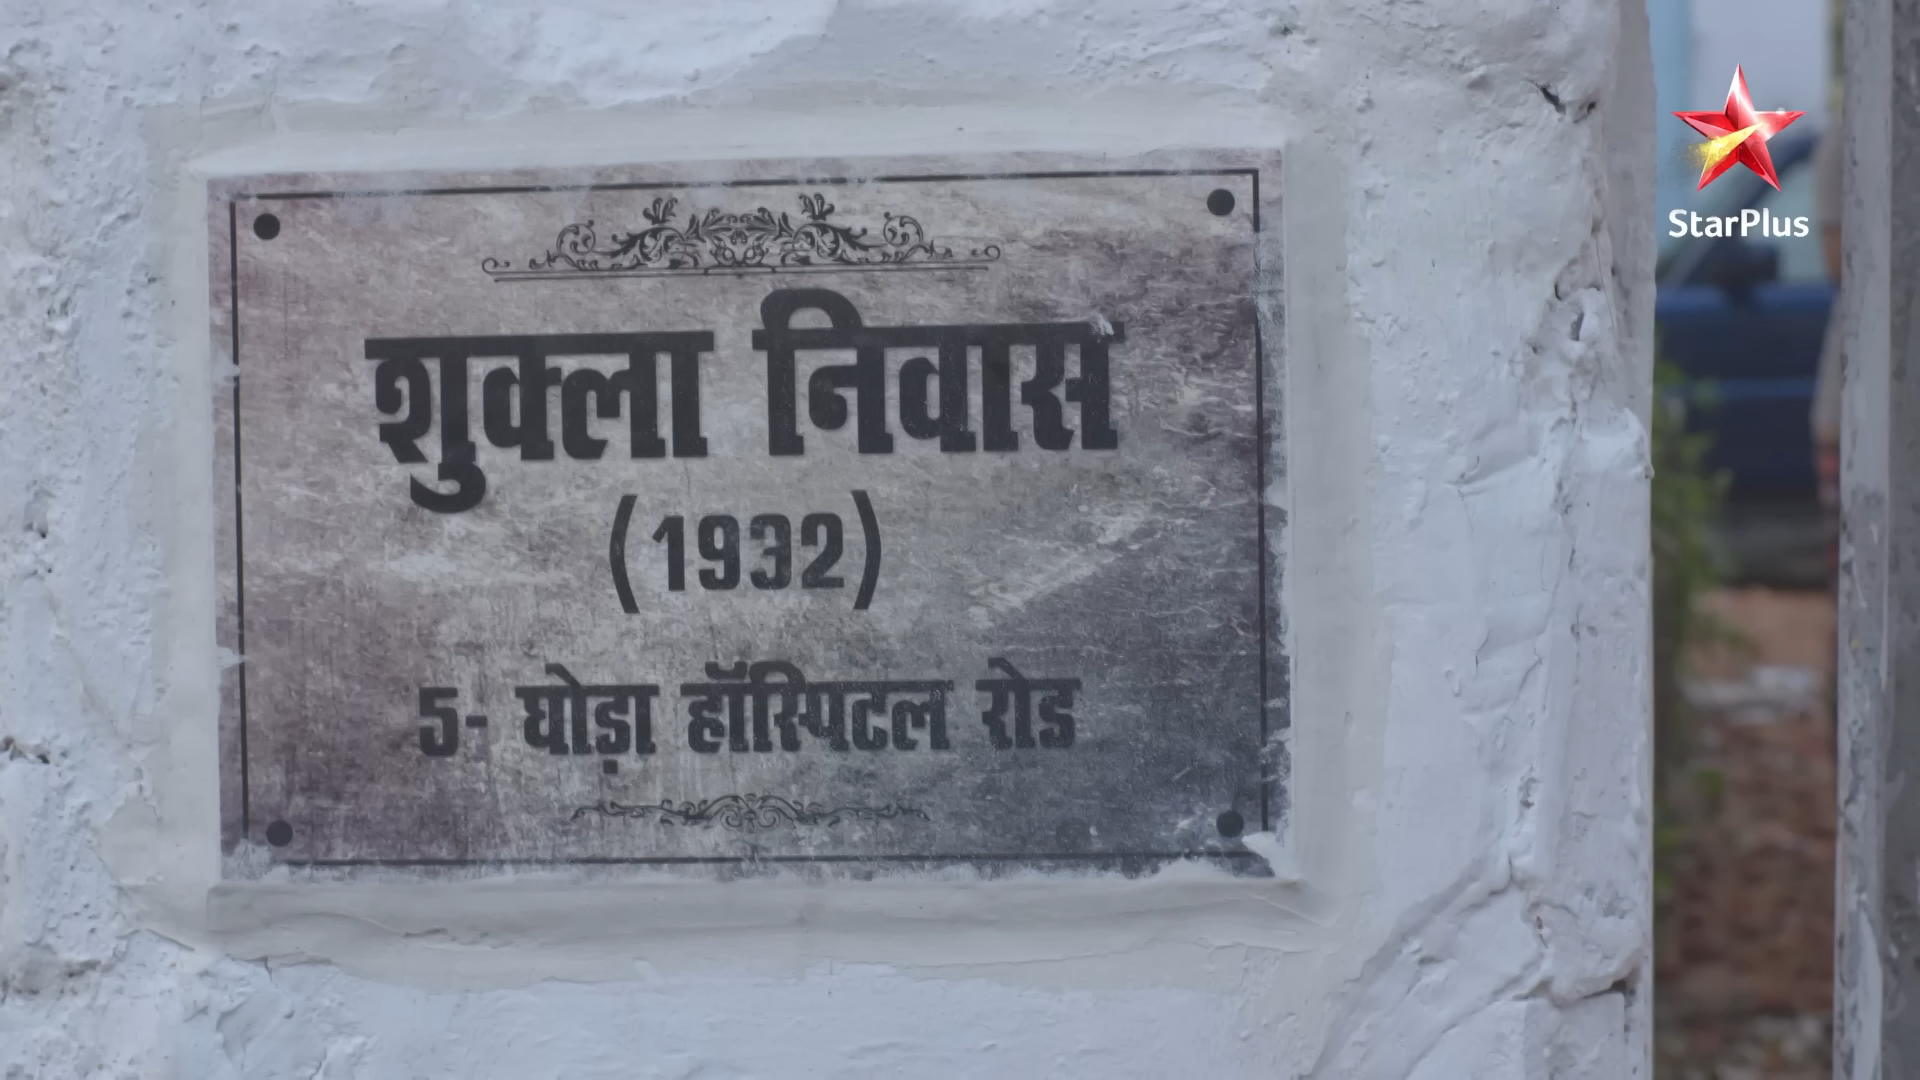 StarPlus
शुक्ला निवास
(1932)
5- घोड़ा हॉस्पिटल रोड